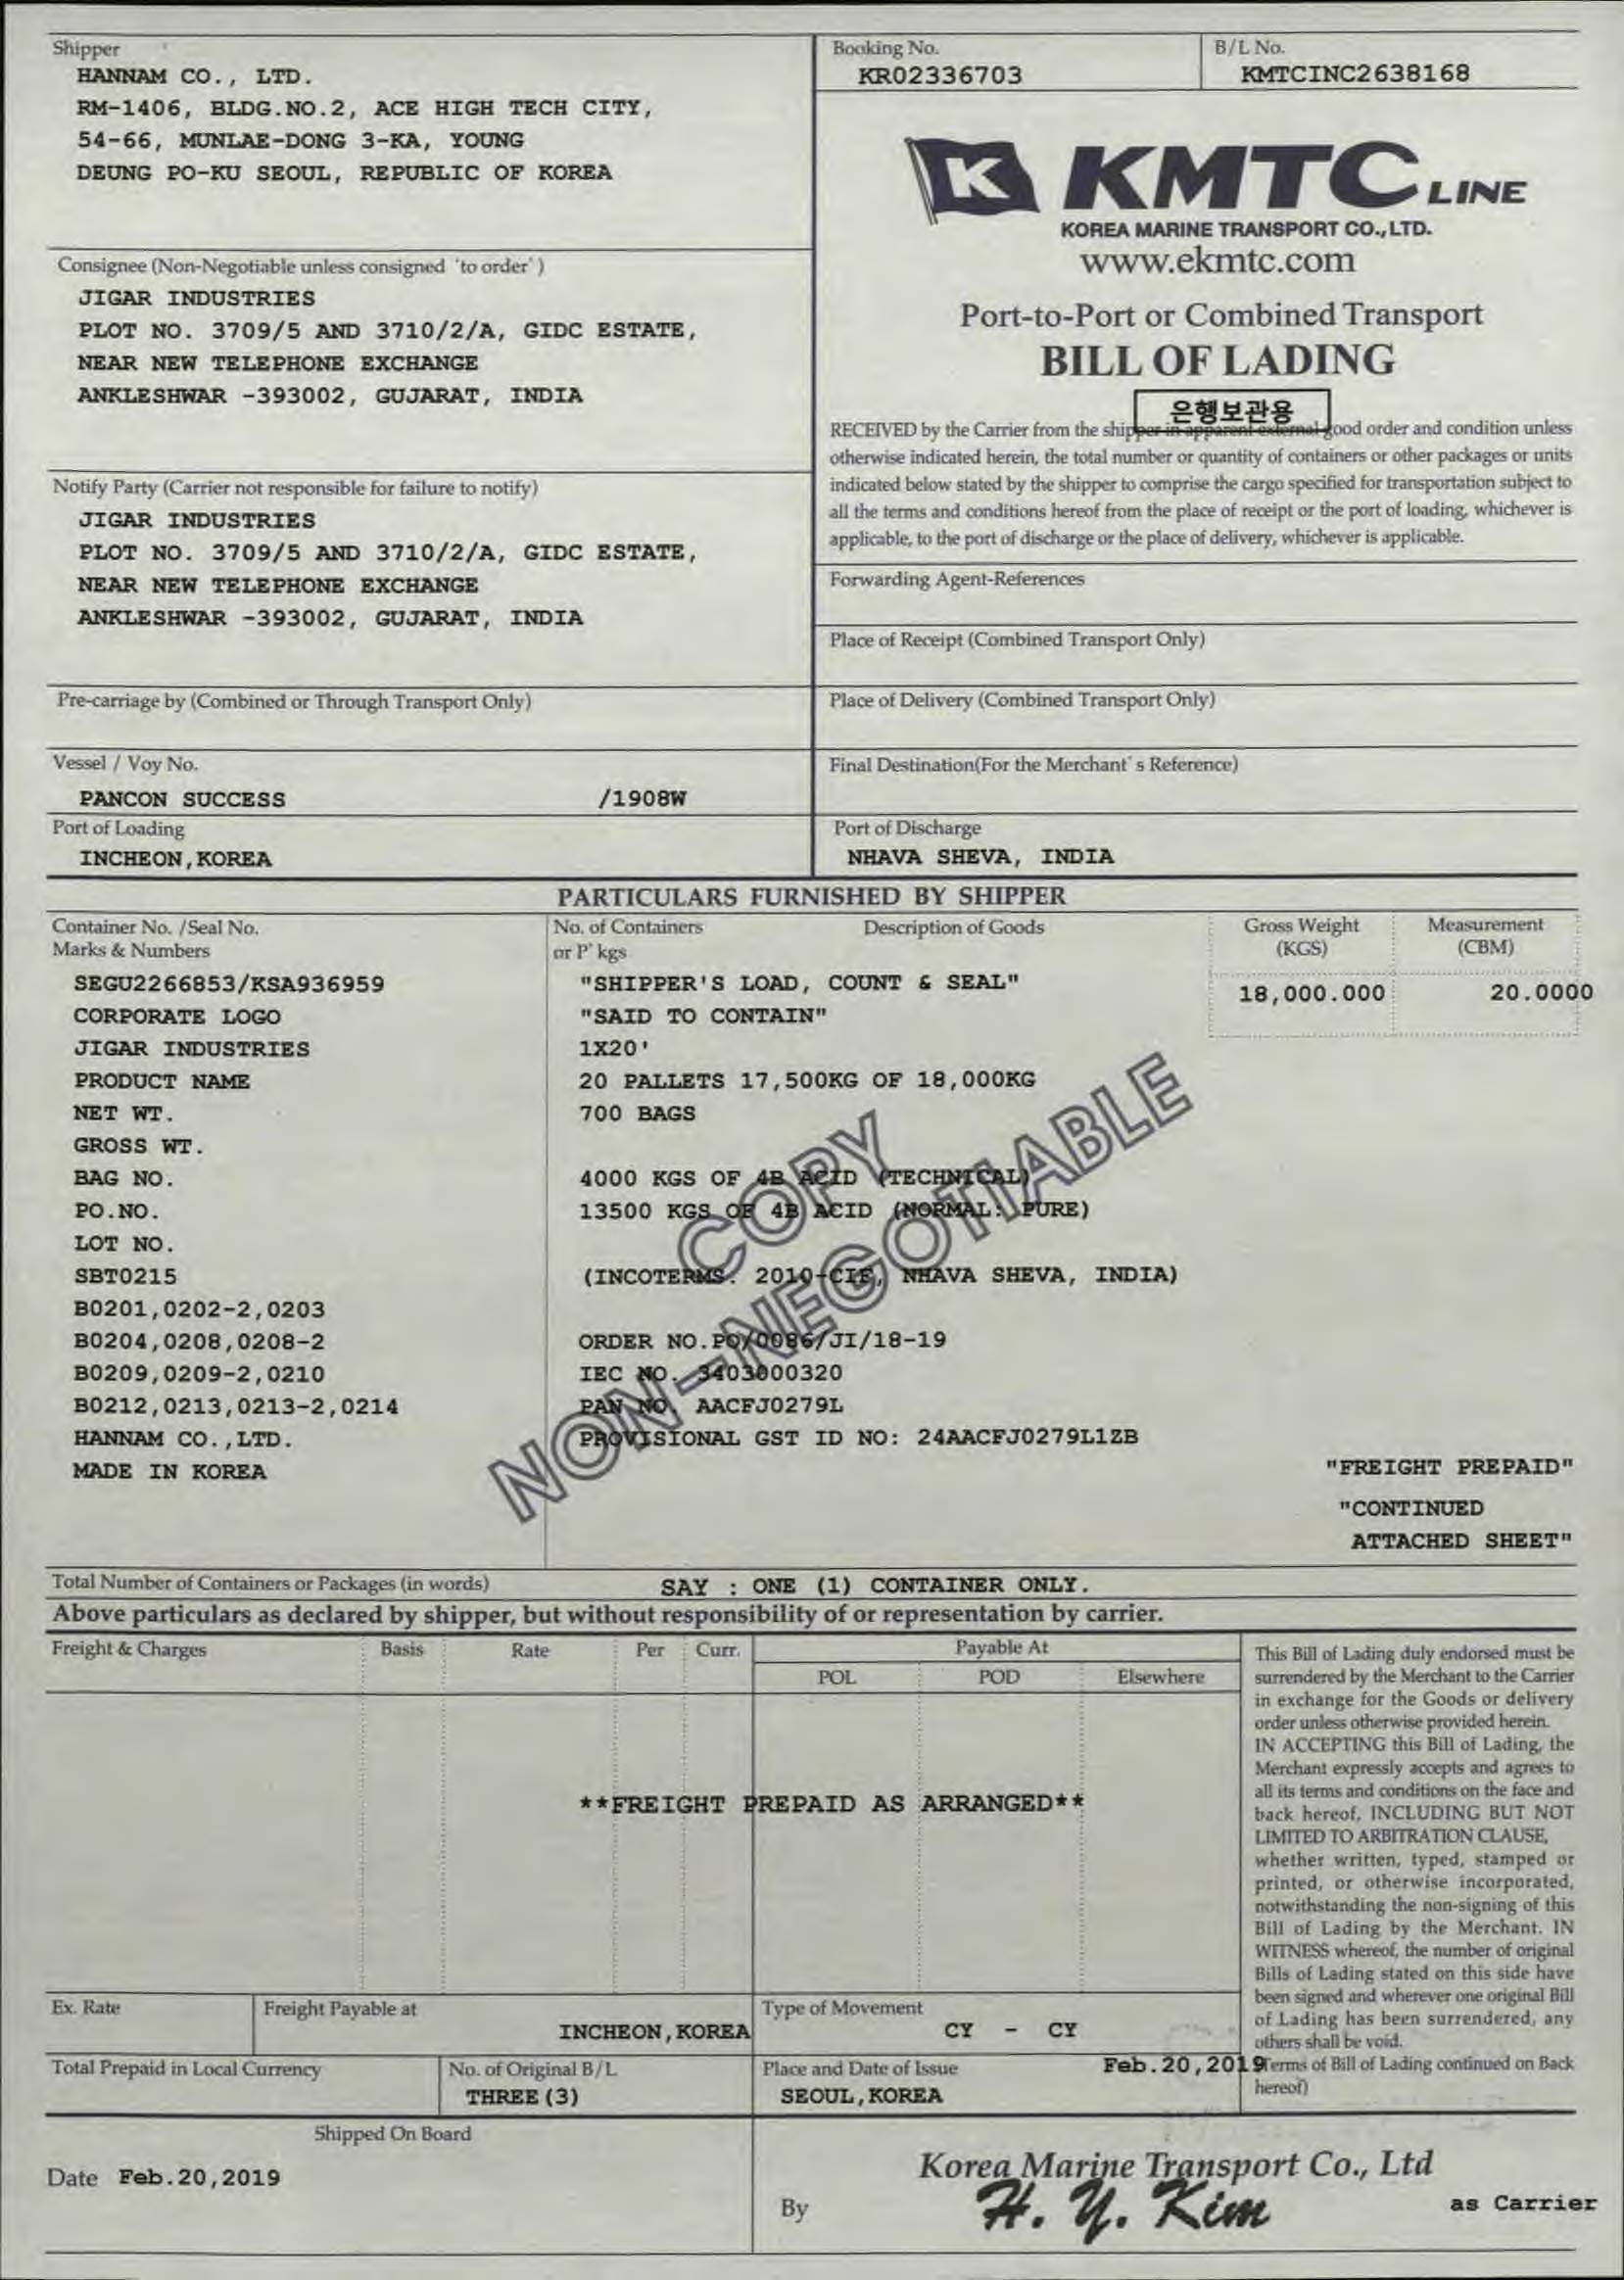 Shipper
HANNAM CO., LTD.
RM-1406, BLDG.NO.2, ACE HIGH TECH CITY,
54-66, MUNLAE-DONG 3-KA, YOUNG
DEUNG PO-KU SEOUL, REPUBLIC OF KOREA
Booking No.
KR02336703
B/L No.
KMTCINC2638168
K KMTC LINE
KOREA MARINE TRANSPORT CO., LTD.
www.ekmtc.com
Port-to-Port or Combined Transport
BILL OF LADING
은행보관용
RECEIVED by the Carrier from the shipper in apparent external good order and condition unless
otherwise indicated herein, the total number or quantity of containers or other packages or units
indicated below stated by the shipper to comprise the cargo specified for transportation subject to
all the terms and conditions hereof from the place of receipt or the port of loading, whichever is
applicable, to the port of discharge or the place of delivery, whichever is applicable.
Consignee (Non-Negotiable unless consigned 'to order' )
JIGAR INDUSTRIES
PLOT NO. 3709/5 AND 3710/2/A, GIDC ESTATE,
NEAR NEW TELEPHONE EXCHANGE
ANKLESHWAR -393002, GUJARAT, INDIA
Notify Party (Carrier not responsible for failure to notify)
JIGAR INDUSTRIES
PLOT NO. 3709/5 AND 3710/2/A, GIDC ESTATE,
NEAR NEW TELEPHONE EXCHANGE
ANKLESHWAR -393002, GUJARAT, INDIA
Forwarding Agent-References
Place of Receipt (Combined Transport Only)
Pre-carriage by (Combined or Through Transport Only)
Place of Delivery (Combined Transport Only)
Vessel / Voy No.
PANCON SUCCESS /1908W
Final Destination(For the Merchant' s Reference)
Port of Loading
INCHEON,KOREA
Port of Discharge
NHAVA SHEVA, INDIA
PARTICULARS FURNISHED BY SHIPPER
Container No. /Seal No.
Marks & Numbers
No. of Containers
or P' kgs
Description of Goods
Gross Weight
(KGS)
Measurement
(CBM)
SEGU2266853/KSA936959
CORPORATE LOGO
JIGAR INDUSTRIES
PRODUCT NAME
NET WT.
GROSS WT.
BAG NO.
PO.NO.
LOT NO.
SBT0215
B0201,0202-2,0203
B0204,0208,0208-2
B0209,0209-2,0210
B0212,0213,0213-2,0214
HANNAM CO.,LTD.
MADE IN KOREA
"SHIPPER'S LOAD, COUNT & SEAL"
"SAID TO CONTAIN"
1X20'
20 PALLETS 17,500KG OF 18,000KG
700 BAGS
4000 KGS OF 4B ACID (TECHNICAL)
13500 KGS OF 4B ACID (NORMAL: PURE)
(INCOTERMS: 2010-CIF, NHAVA SHEVA, INDIA)
ORDER NO.PO/0086/JI/18-19
IEC NO. 3403000320
PAN NO. AACFJ0279L
PROVISIONAL GST ID NO: 24AACFJ0279L1ZB
18,000.000
20.0000
COPY
NON-NEGOTIABLE
"FREIGHT PREPAID"
"CONTINUED
ATTACHED SHEET"
Total Number of Containers or Packages (in words)
SAY : ONE (1) CONTAINER ONLY.
Above particulars as declared by shipper, but without responsibility of or representation by carrier.
Freight & Charges
Basis
Rate
Per
Curr.
Payable At
POL
POD
Elsewhere
**FREIGHT PREPAID AS ARRANGED**
This Bill of Lading duly endorsed must be
surrendered by the Merchant to the Carrier
in exchange for the Goods or delivery
order unless otherwise provided herein.
IN ACCEPTING this Bill of Lading, the
Merchant expressly accepts and agrees to
all its terms and conditions on the face and
back hereof, INCLUDING BUT NOT
LIMITED TO ARBITRATION CLAUSE,
whether written, typed, stamped or
printed, or otherwise incorporated,
notwithstanding the non-signing of this
Bill of Lading by the Merchant. IN
WITNESS whereof, the number of original
Bills of Lading stated on this side have
been signed and wherever one original Bill
of Lading has been surrendered, any
others shall be void.
Terms of Bill of Lading continued on Back
hereof)
Ex. Rate
Freight Payable at
INCHEON,KOREA
Type of Movement
CY - CY
Total Prepaid in Local Currency
No. of Original B/L
THREE(3)
Place and Date of Issue
Feb.20,2019
SEOUL,KOREA
Shipped On Board
Date Feb.20,2019
Korea Marine Transport Co., Ltd
By H. Y. Kim as Carrier